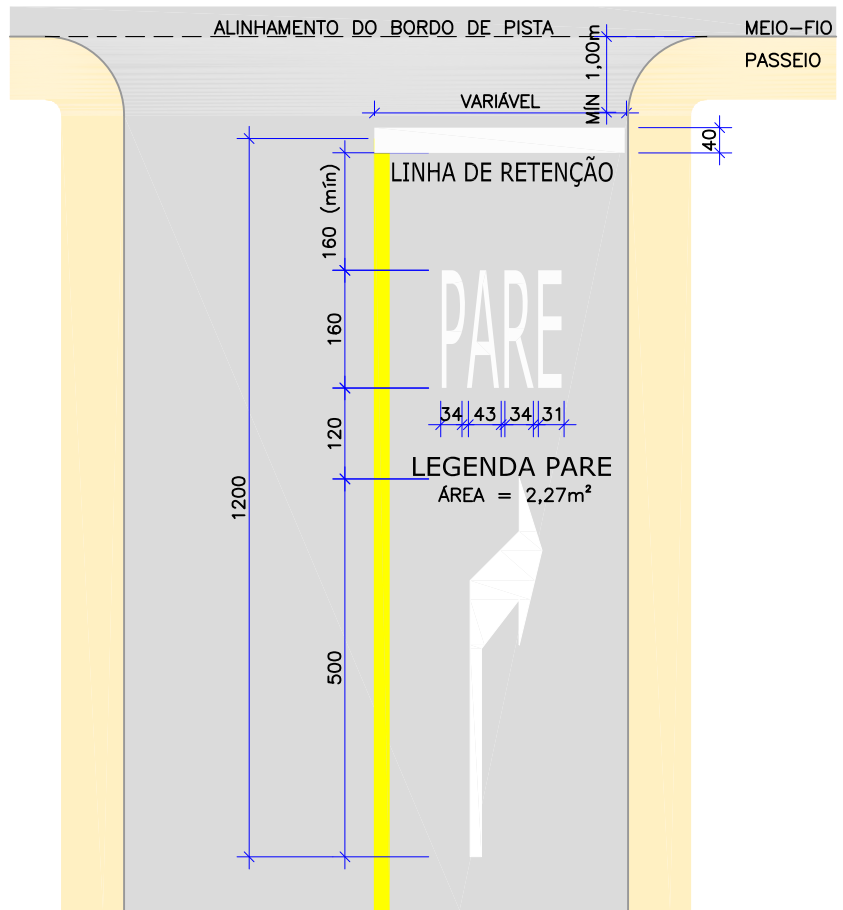 ALINHAMENTO DO BORDO DE PISTA
MEIO-FIO
PASSEIO
MÍN 1,00m
VARIÁVEL
40
LINHA DE RETENÇÃO
160 (mín)
PARE
160
34 43 34 31
120
LEGENDA PARE
ÁREA = 2,27m²
1200
500